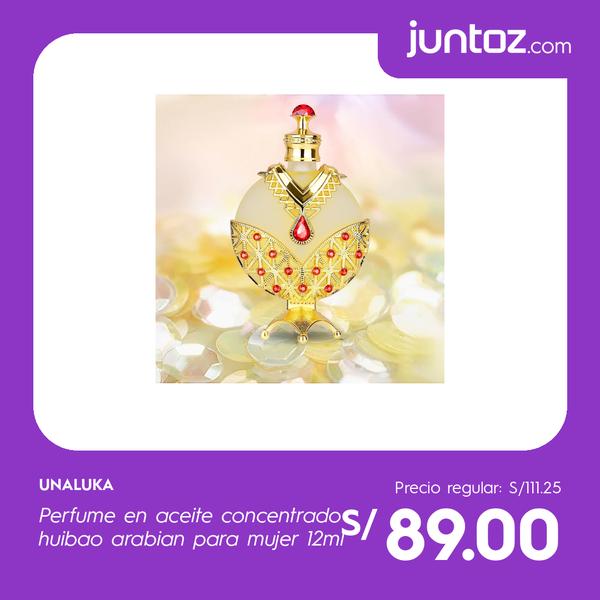 juntoz.com
UNALUKA
Perfume en aceite concentrado
huibao arabian para mujer 12ml
Precio regular: S/111.25
S/ 89.00